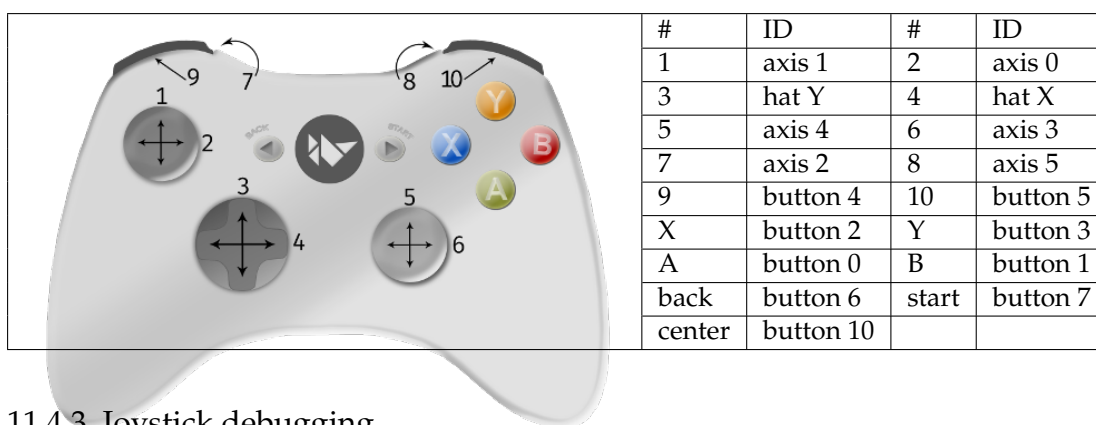 9
7
8
10
1
2
BACK
START
Y
X
B
A
3
4
5
6
# ID # ID
1 axis 1 2 axis 0
3 hat Y 4 hat X
5 axis 4 6 axis 3
7 axis 2 8 axis 5
9 button 4 10 button 5
X button 2 Y button 3
A button 0 B button 1
back button 6 start button 7
center button 10
11.4.3 Joystick debugging